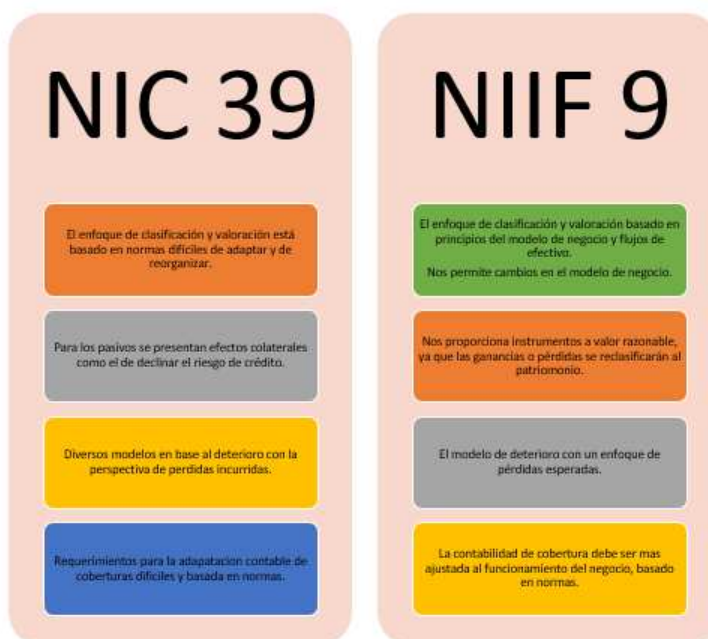 NIC 39
El enfoque de clasificación y valoración está
basado en normas difíciles de adaptar y de
reorganizar.
Para los pasivos se presentan efectos colaterales
como el de declinar el riesgo de crédito.
Diversos modelos en base al deterioro con la
perspectiva de perdidas incurridas.
Requerimientos para la adapatacion contable de
coberturas dificiles y basada en normas.
NIIF 9
El enfoque de clasificación y valoración basado en
principios del modelo de negocio y flujos de
efectivo.
Nos permite cambios en el modelo de negocio.
Nos proporciona instrumentos a valor razonable,
ya que las ganancias o pérdidas se reclasificarán al
patriomonio.
El modelo de deterioro con un enfoque de
pérdidas esperadas.
La contabilidad de cobertura debe ser mas
ajustada al funcionamiento del negocio, basado
en normas.